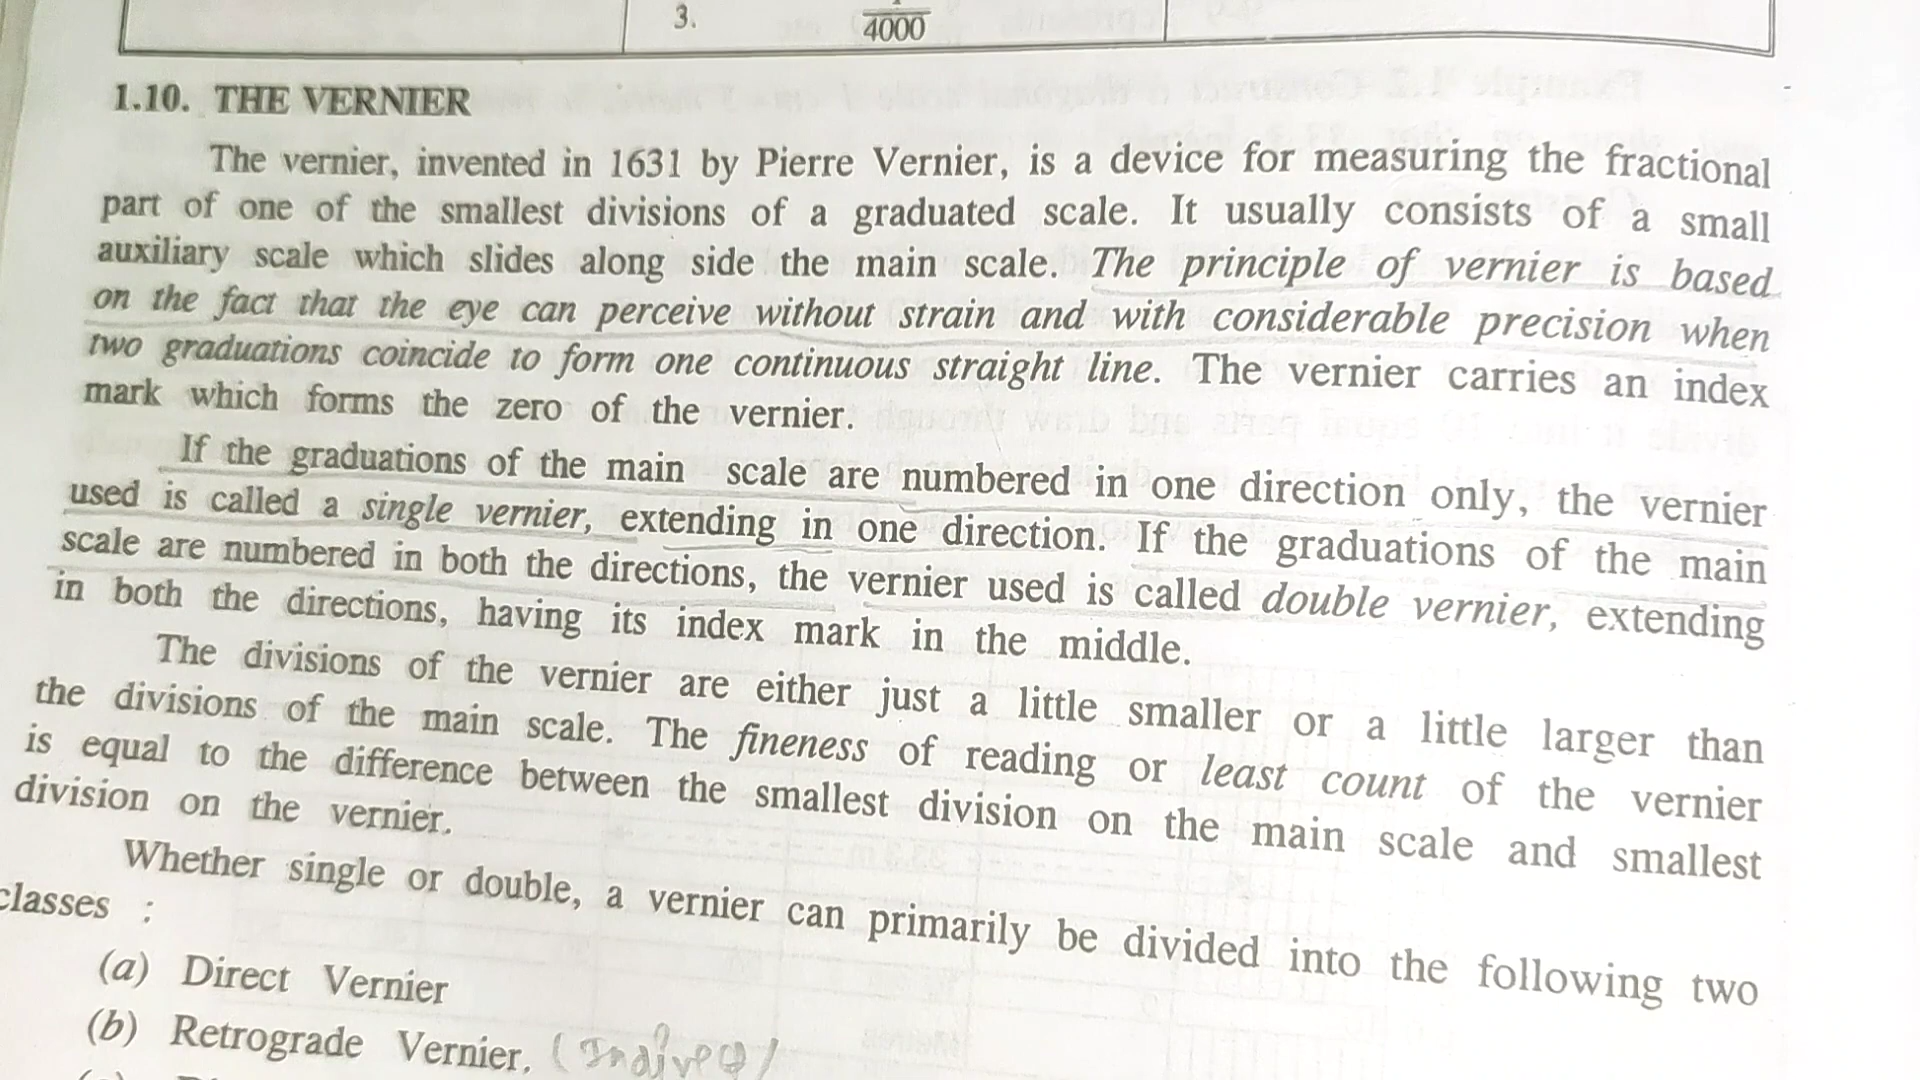 3.
4000
1.10. THE VERNIER
The vernier, invented in 1631 by Pierre Vernier, is a device for measuring the fractional
part of one of the smallest divisions of a graduated scale. It usually consists of a small
auxiliary scale which slides along side the main scale. The principle of vernier is based
on the fact that the eye can perceive without strain and with considerable precision when
two graduations coincide to form one continuous straight line. The vernier carries an index
mark which forms the zero of the vernier.
If the graduations of the main scale are numbered in one direction only, the vernier
used is called a single vernier, extending in one direction. If the graduations of the main
scale are numbered in both the directions, the vernier used is called double vernier, extending
in both the directions, having its index mark in the middle.
The divisions of the vernier are either just a little smaller or a little larger than
the divisions of the main scale. The fineness of reading or least count of the vernier
is equal to the difference between the smallest division on the main scale and smallest
division on the vernier.
Whether single or double, a vernier can primarily be divided into the following two
classes :
(a) Direct Vernier
(b) Retrograde Vernier.